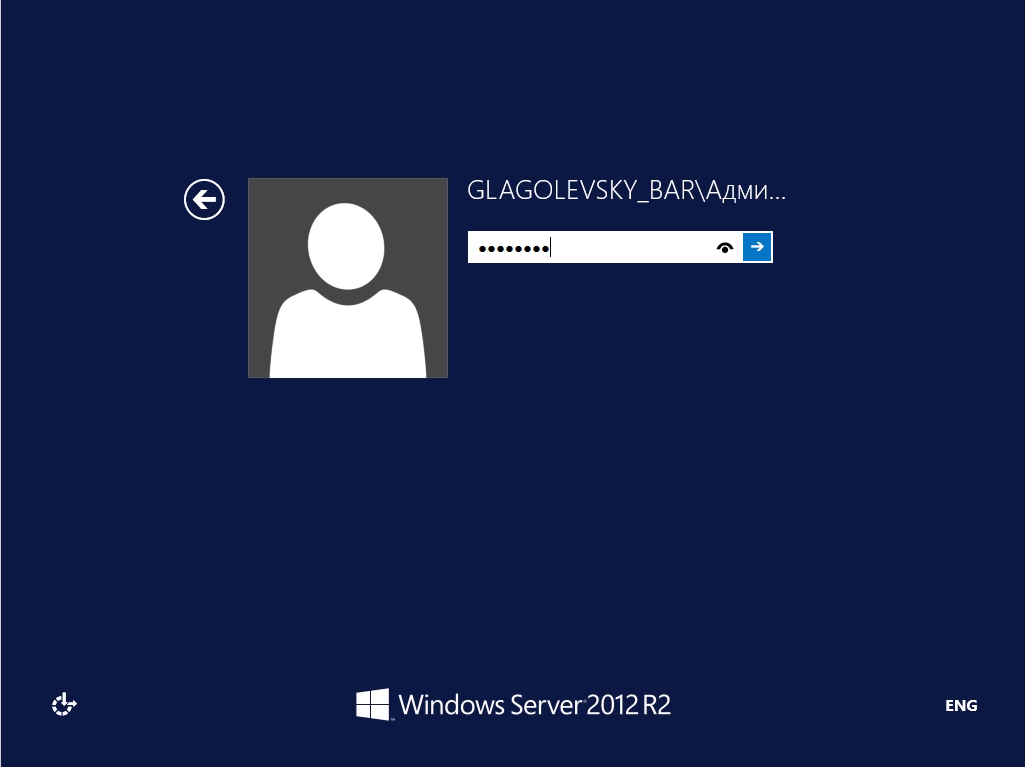 GLAGOLEVSKY_BAR\Адми...
Windows Server 2012 R2
ENG